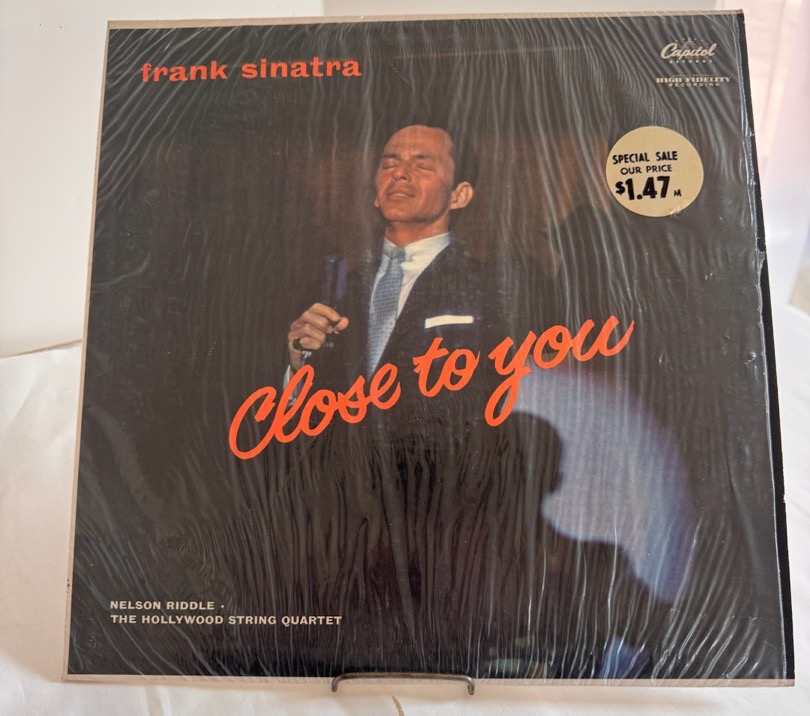 frank sinatra
Capitol
RECORDS
HIGH FIDELITY
RECORDING
SPECIAL SALE
OUR PRICE
$1.47 M
Close to you
NELSON RIDDLE •
THE HOLLYWOOD STRING QUARTET